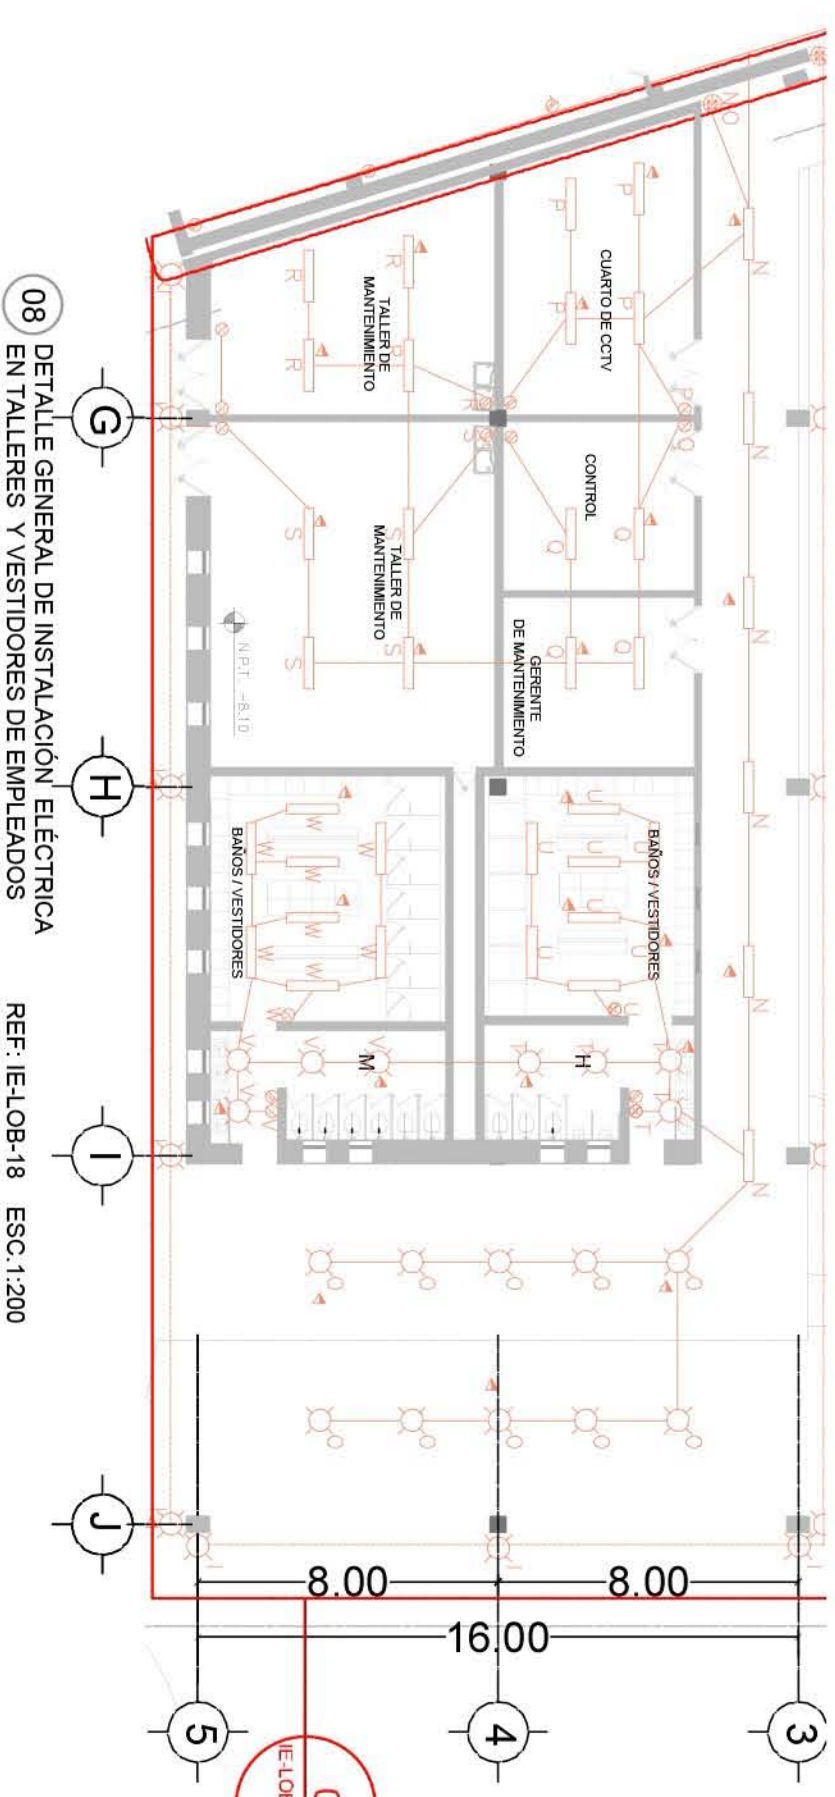 08
DETALLE GENERAL DE INSTALACIÓN ELÉCTRICA
EN TALLERES Y VESTIDORES DE EMPLEADOS
REF: IE-LOB-18 ESC.1:200
G
H
I
J
5
4
3
8.00
8.00
16.00
CUARTO DE CCTV
TALLER DE
MANTENIMIENTO
CONTROL
TALLER DE
MANTENIMIENTO
GERENTE
DE MANTENIMIENTO
N.P.T. -8.10
BAÑOS / VESTIDORES
BAÑOS / VESTIDORES
M
H
N
N
N
N
N
N
P
P
P
P
R
R
R
R
Q
Q
Q
Q
S
S
S
S
U
U
U
U
U
U
W
W
W
W
W
W
V
V
T
O
O
O
O
O
O
O
O
O
O